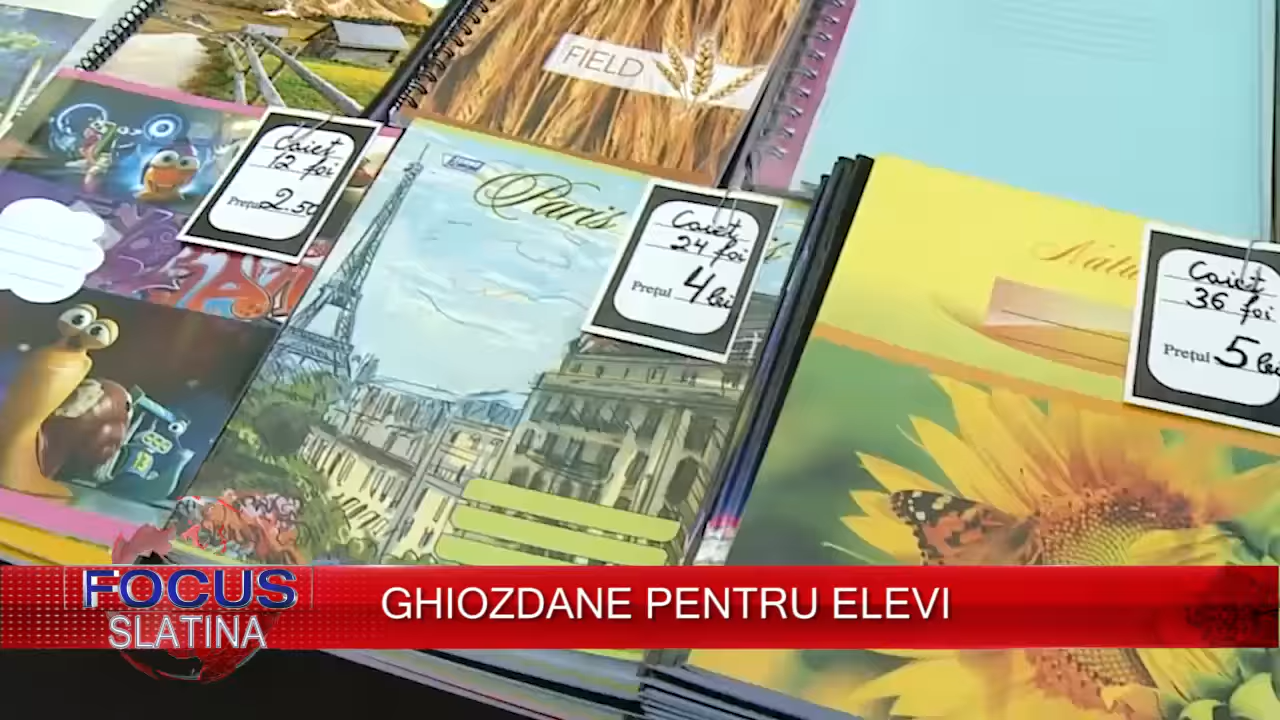 FIELD
Caiet
12 foi
Prețul 2.50
Paris
Caiet
24 foi
Prețul 4 lei
Caiet
36 foi
Prețul 5 lei
FOCUS
SLATINA
GHIOZDANE PENTRU ELEVI